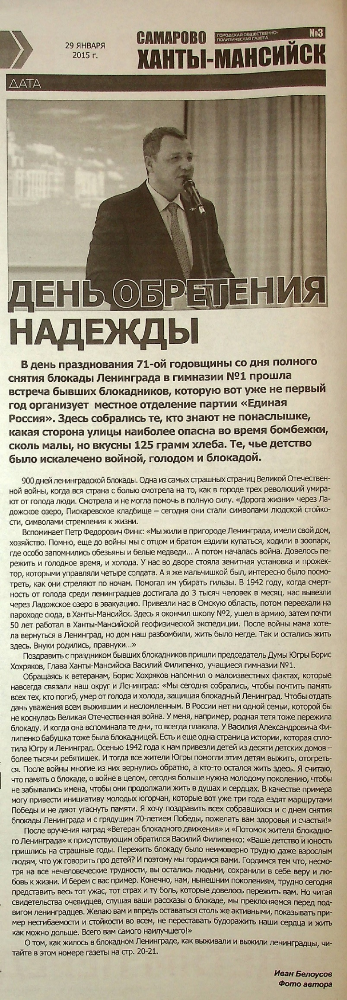 29 ЯНВАРЯ
2015 г.
САМАРОВО
ГОРОДСКАЯ ОБЩЕСТВЕННО-
ПОЛИТИЧЕСКАЯ ГАЗЕТА
№3
ХАНТЫ-МАНСИЙСК
ДАТА
ДЕНЬ ОБРЕТЕНИЯ
НАДЕЖДЫ
В день празднования 71-ой годовщины со дня полного
снятия блокады Ленинграда в гимназии №1 прошла
встреча бывших блокадников, которую вот уже не первый
год организует местное отделение партии «Единая
Россия». Здесь собрались те, кто знают не понаслышке,
какая сторона улицы наиболее опасна во время бомбежки,
сколь малы, но вкусны 125 грамм хлеба. Те, чье детство
было искалечено войной, голодом и блокадой.
900 дней ленинградской блокады. Одна из самых страшных страниц Великой Отечествен-
ной войны, когда вся страна с болью смотрела на то, как в городе трех революций умира-
ют от голода люди. Смотрела и не могла помочь в полную силу. «Дорога жизни» через Ла-
дожское озеро, Пискаревское кладбище – сегодня они стали символами людской стойко-
сти, символами стремления к жизни.
Вспоминает Петр Федорович Финк: «Мы жили в пригороде Ленинграда, имели свой дом,
хозяйство. Помню, еще до войны мы с отцом и братом ездили купаться, ходили в зоопарк,
где особо запомнились обезьяны и белые медведи... А потом началась война. Довелось пе-
режить и голодное время, и холода. У нас во дворе стояла зенитная установка и прожек-
тор, которыми управляли четыре солдата. А я же мальчишкой был, интересно было посмо-
треть, как они стреляют по ночам. Помогал им убирать гильзы. В 1942 году, когда смерт-
ность от голода среди ленинградцев достигала до 3 тысяч человек в месяц, нас вывезли
через Ладожское озеро в эвакуацию. Привезли нас в Омскую область, потом переехали на
пароходе сюда, в Ханты-Мансийск. Здесь я окончил школу №2, ушел в армию, затем почти
50 лет работал в Ханты-Мансийской геофизической экспедиции. После войны мама хоте-
ла вернуться в Ленинград, но дом наш разбомбили, жить было негде. Так и остались жить
здесь. Внуки родились, правнуки...»
Поздравить с праздником бывших блокадников пришли председатель Думы Югры Борис
Хохряков, Глава Ханты-Мансийска Василий Филипенко, учащиеся гимназии №1.
Обращаясь к ветеранам, Борис Хохряков напомнил о малоизвестных фактах, которые
навсегда связали наш округ и Ленинград: «Мы сегодня собрались, чтобы почтить память
всех тех, кто погиб, умер от голода и холода, защищая блокадный Ленинград. Чтобы отдать
дань уважения всем выжившим и несломленным. В России нет ни одной семьи, которой бы
не коснулась Великая Отечественная война. У меня, например, родная тетя тоже пережила
блокаду. И когда она вспоминала те дни, то всегда плакала. У Василия Александровича Фи-
липенко бабушка тоже была блокадницей. Есть и еще одна страница истории, которая спло-
тила Югру и Ленинград. Осенью 1942 года к нам привезли детей из десяти детских домов –
более тысячи ребятишек. И тогда все жители Югры помогли этим детям выжить, отогреть-
ся. После войны многие из них вернулись обратно, а кто-то остался жить здесь. Я считаю,
что память о блокаде, о войне в целом, сегодня больше нужна молодому поколению, чтобы
не забывались имена, чтобы они продолжали жить в душах и сердцах. В качестве примера
могу привести инициативу молодых югорчан, которые вот уже три года ездят маршрутами
Победы и не дают угаснуть памяти. Я хочу поздравить всех собравшихся и с днем снятия
блокады Ленинграда и с грядущим 70-летием Победы, пожелать вам здоровья и счастья!»
После вручения наград «Ветеран блокадного движения» и «Потомок жителя блокадно-
го Ленинграда» к присутствующим обратился Василий Филипенко: «Ваше детство и юность
пришлись на страшные годы. Пережить блокаду было неимоверно трудно даже взрослым
людям, что уж говорить про детей? И поэтому мы гордимся вами. Гордимся тем что, несмо-
тря на все нечеловеческие трудности, вы остались людьми, сохранили в себе веру и лю-
бовь к жизни. И берем с вас пример. Конечно, нам, нынешним поколениям, трудно сегодня
представить весь тот ужас, тот страх и ту боль, которые довелось пережить вам. Но читая
свидетельства очевидцев, слушая ваши рассказы о блокаде, мы преклоняемся перед под-
вигом ленинградцев. Желаю вам и впредь оставаться столь же активными, показывать при-
мер несгибаемости и стойкости во всем, не переставать будоражить наши сердца и жить
как можно дольше. Всего вам самого наилучшего!»
О том, как жилось в блокадном Ленинграде, как выживали и выжили ленинградцы, чи-
тайте в этом номере газеты на стр. 20-21.
Иван Белоусов
Фото автора